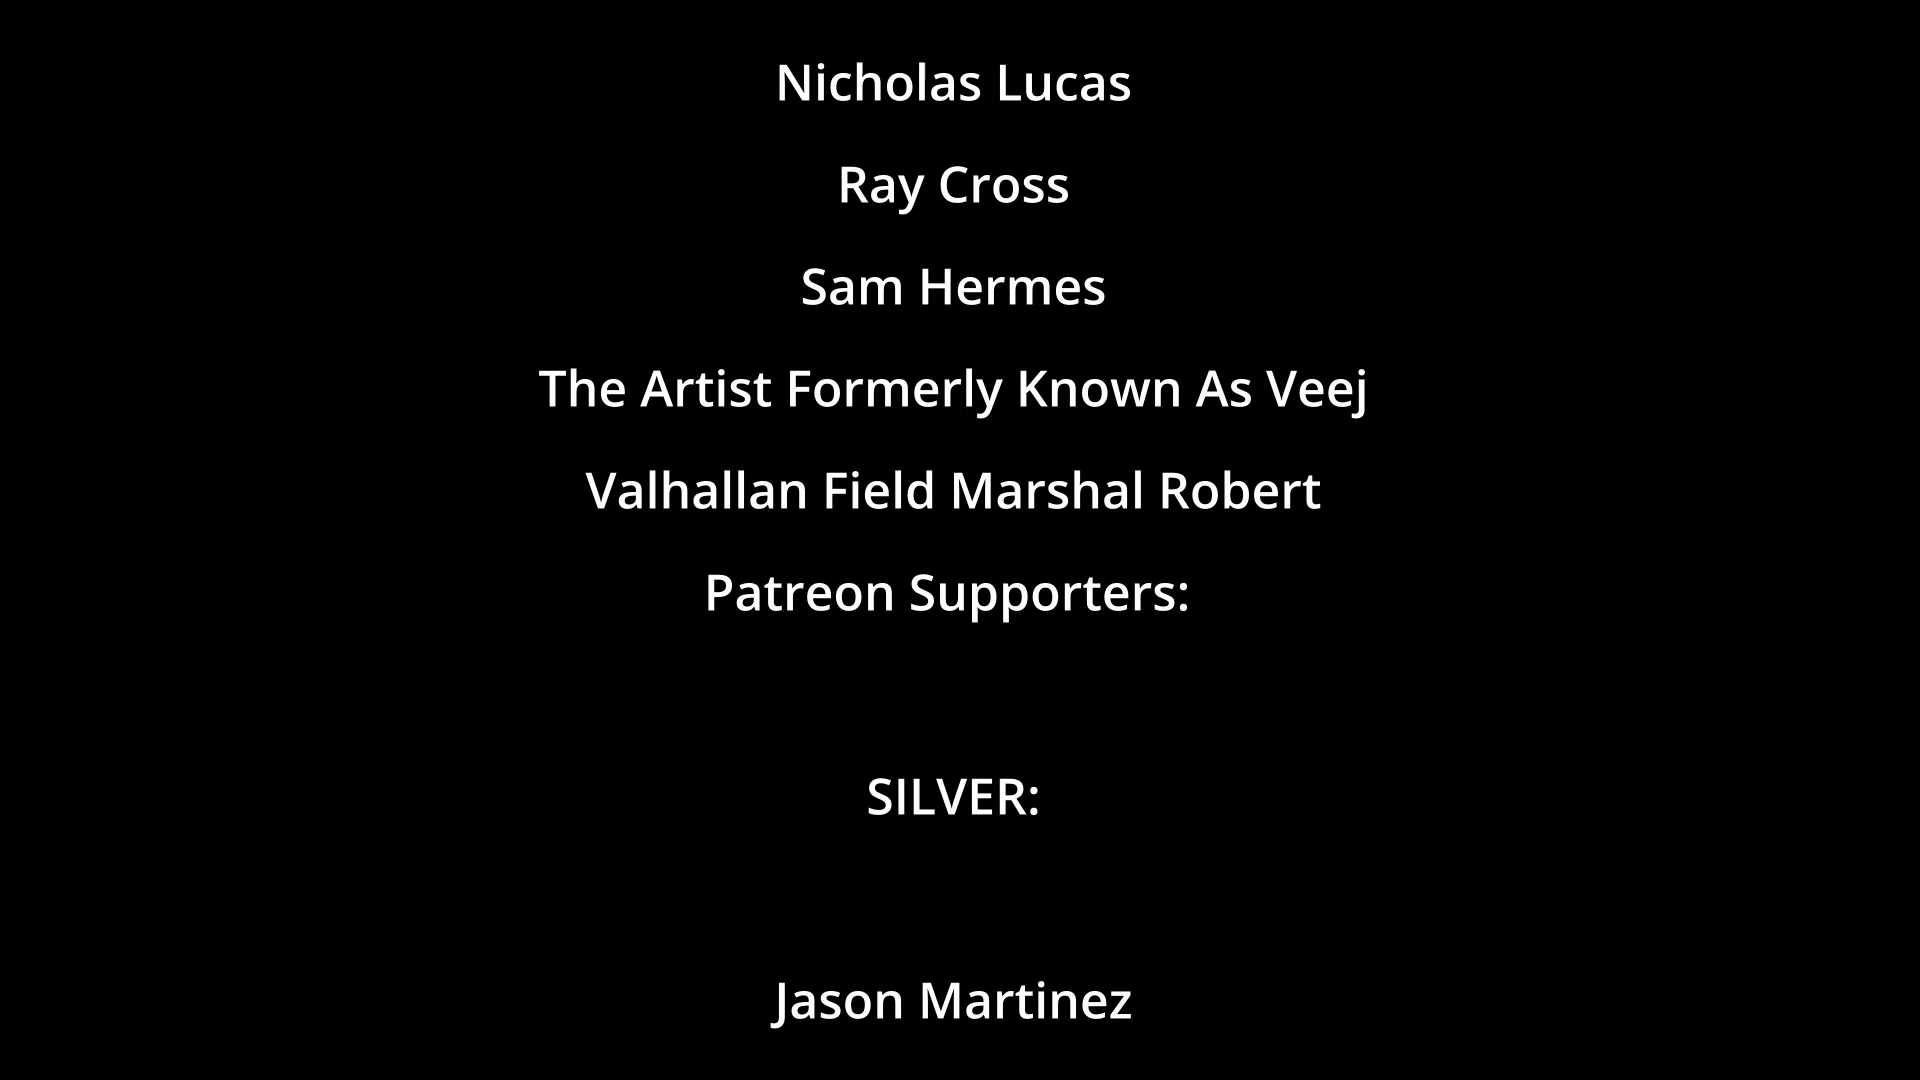 Nicholas Lucas
Ray Cross
Sam Hermes
The Artist Formerly Known As Veej
Valhallan Field Marshal Robert
Patreon Supporters:
SILVER:
Jason Martinez